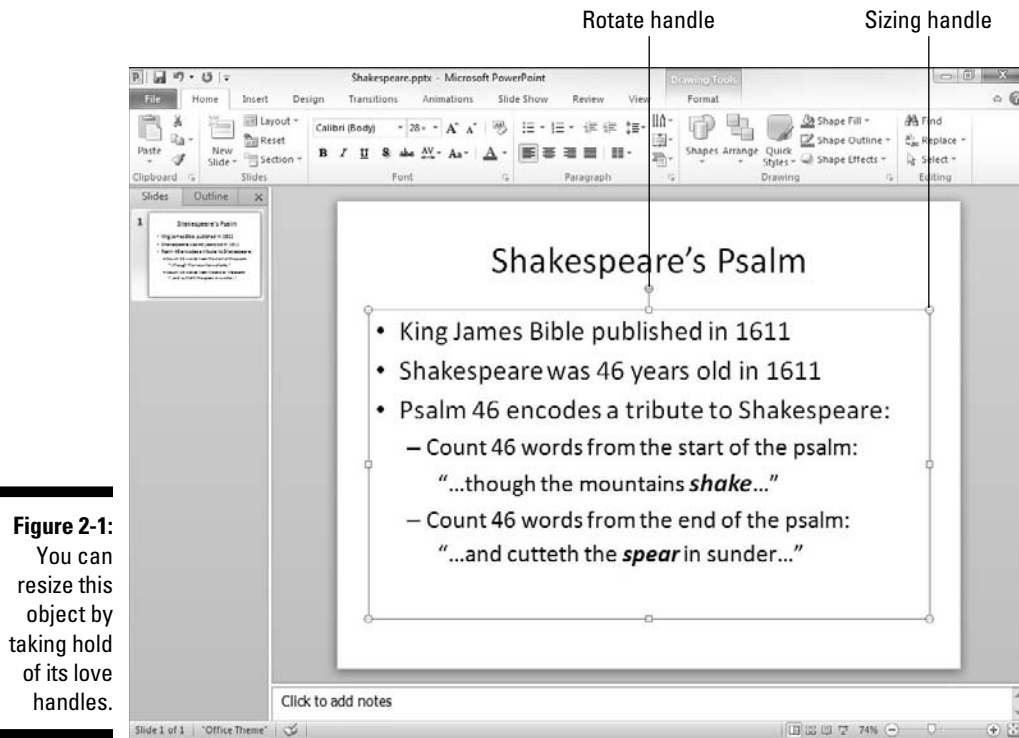 Rotate handle Sizing handle
Shakespeare.pptx - Microsoft PowerPoint Drawing Tools
File Home Insert Design Transitions Animations Slide Show Review View Format
Paste
New Slide
Layout
Reset
Section
Calibri (Body) 28
B I U S abc AV Aa A
Shapes Arrange Quick Styles
Shape Fill
Shape Outline
Shape Effects
Find
Replace
Select
Clipboard Slides Font Paragraph Drawing Editing
Slides Outline
1
Shakespeare's Psalm
• King James Bible published in 1611
• Shakespeare was 46 years old in 1611
• Psalm 46 encodes a tribute to Shakespeare:
– Count 46 words from the start of the psalm:
“...though the mountains shake...”
– Count 46 words from the end of the psalm:
“...and cutteth the spear in sunder...”
Click to add notes
Slide 1 of 1 "Office Theme" 74%
Figure 2-1:
You can
resize this
object by
taking hold
of its love
handles.